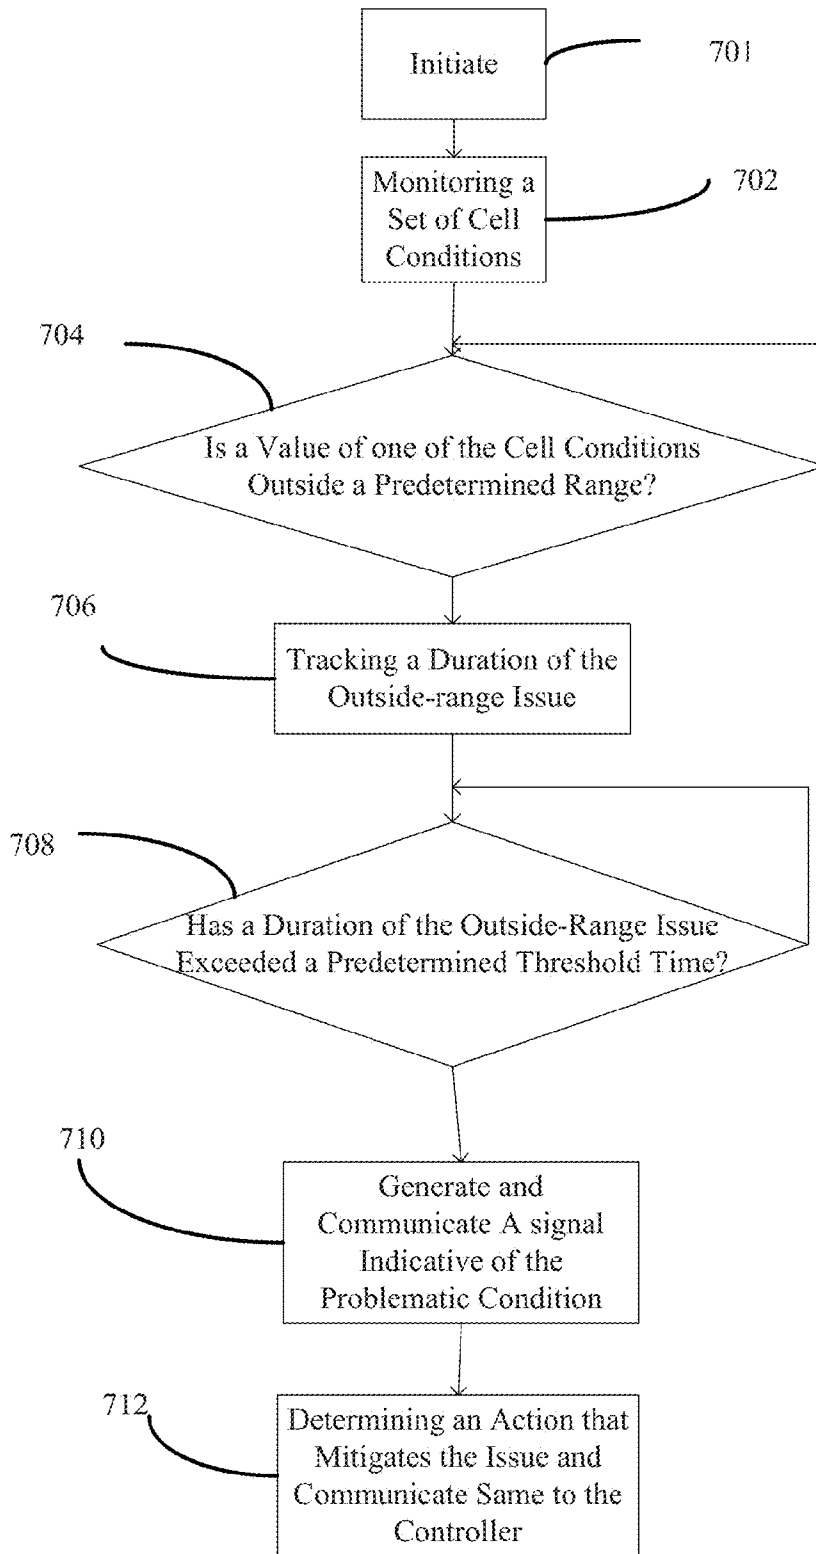 Initiate
701
Monitoring a
Set of Cell
Conditions
702
704
Is a Value of one of the Cell Conditions
Outside a Predetermined Range?
706
Tracking a Duration of the
Outside-range Issue
708
Has a Duration of the Outside-Range Issue
Exceeded a Predetermined Threshold Time?
710
Generate and
Communicate A signal
Indicative of the
Problematic Condition
712
Determining an Action that
Mitigates the Issue and
Communicate Same to the
Controller